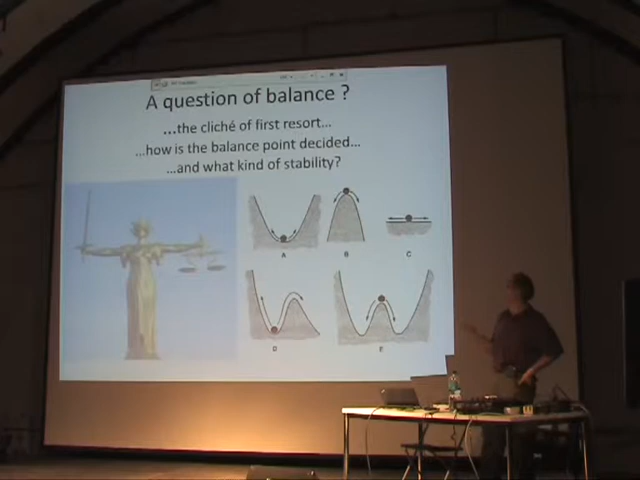 A question of balance ?
...the cliché of first resort...
...how is the balance point decided...
...and what kind of stability?
A
B
C
D
E